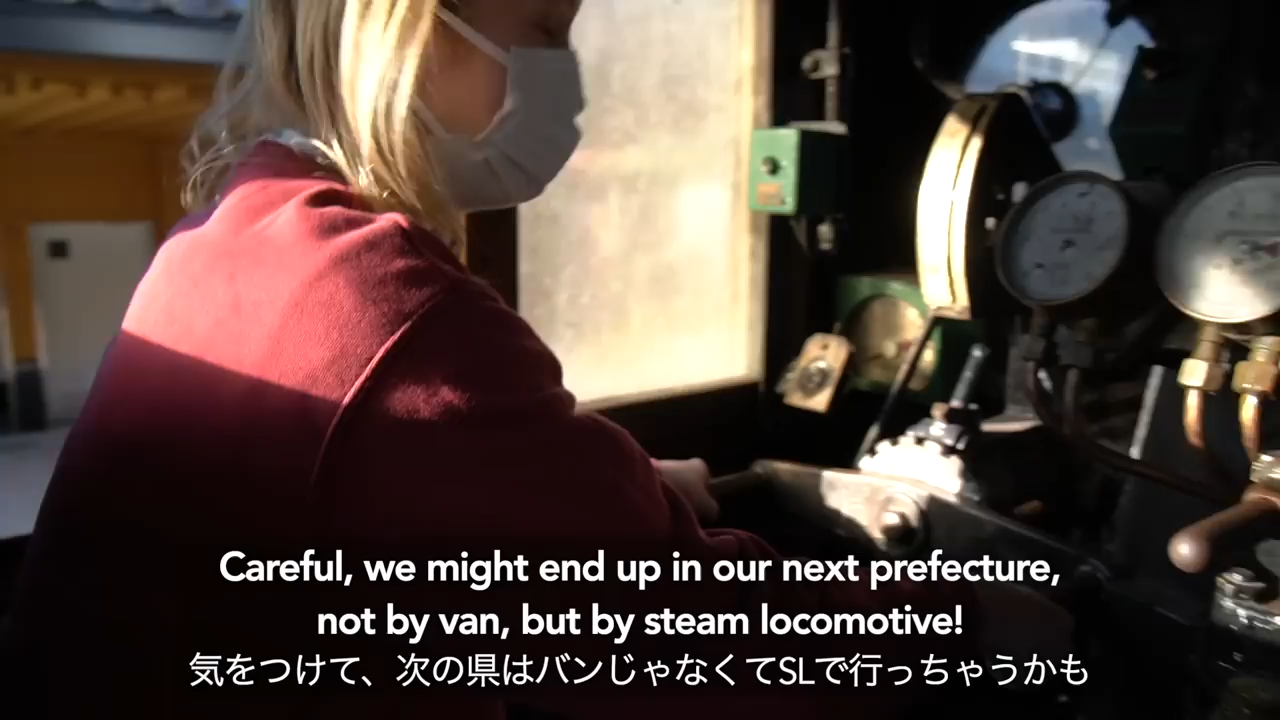 Careful, we might end up in our next prefecture,
not by van, but by steam locomotive!
気をつけて、次の県はバンじゃなくてSLで行っちゃうかも